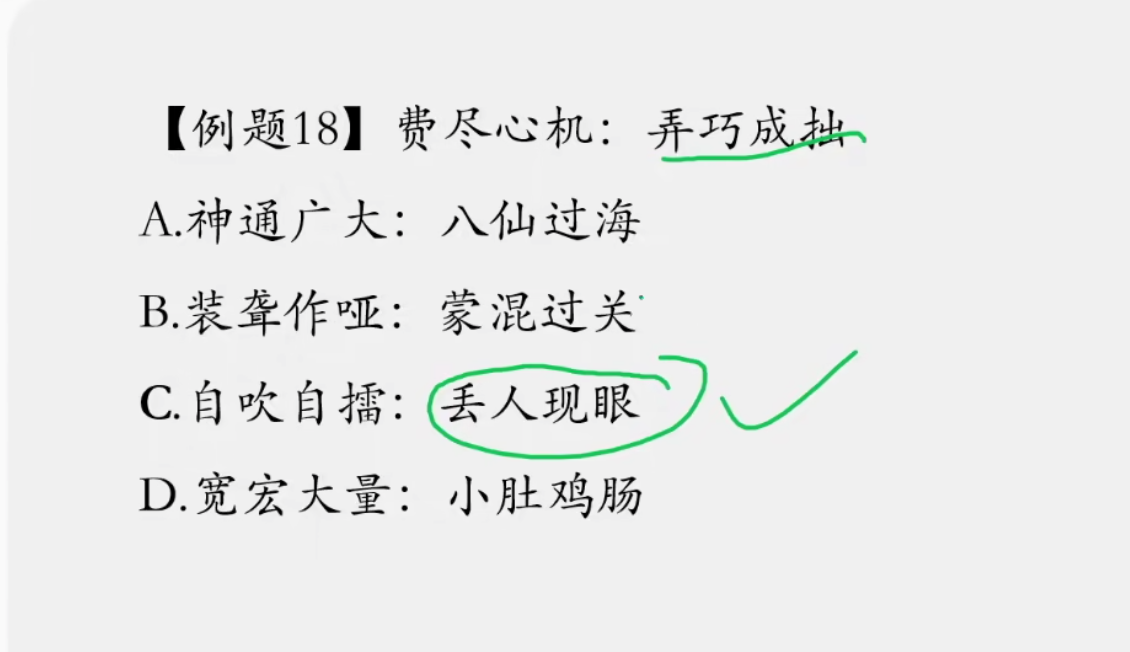 【例题18】费尽心机：弄巧成拙
A.神通广大：八仙过海
B.装聋作哑：蒙混过关
C.自吹自擂：丢人现眼
D.宽宏大量：小肚鸡肠